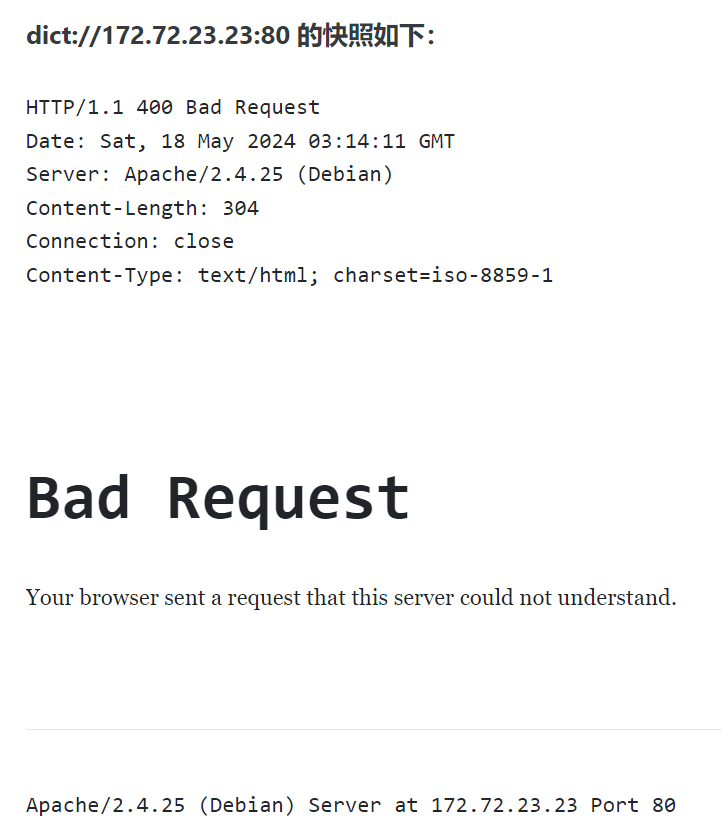 dict://172.72.23.23:80 的快照如下：
HTTP/1.1 400 Bad Request
Date: Sat, 18 May 2024 03:14:11 GMT
Server: Apache/2.4.25 (Debian)
Content-Length: 304
Connection: close
Content-Type: text/html; charset=iso-8859-1
Bad Request
Your browser sent a request that this server could not understand.
Apache/2.4.25 (Debian) Server at 172.72.23.23 Port 80